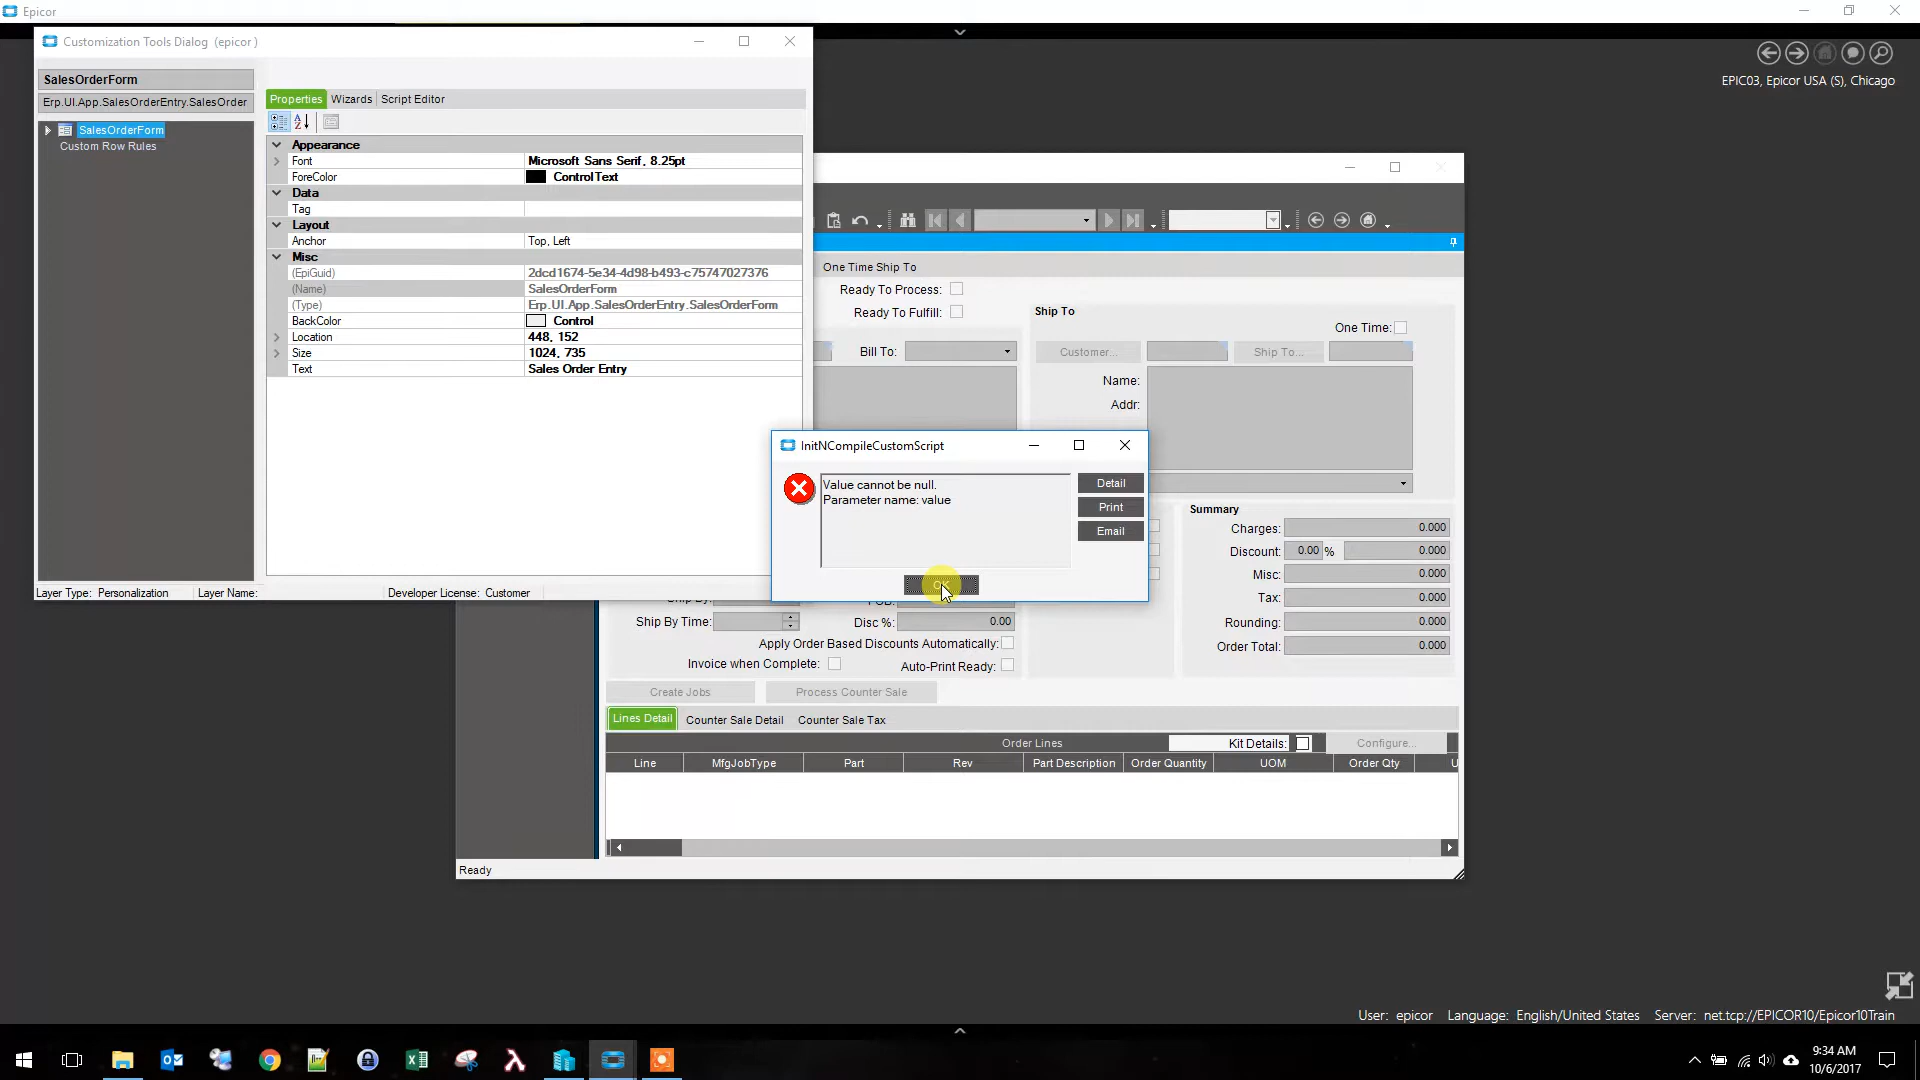 Epicor
Customization Tools Dialog (epicor )
SalesOrderForm
Erp.UI.App.SalesOrderEntry.SalesOrder
SalesOrderForm
Custom Row Rules
Properties Wizards Script Editor
Appearance
Font Microsoft Sans Serif, 8.25pt
ForeColor ControlText
Data
Tag
Layout
Anchor Top, Left
Misc
(EpiGuid) 2dcd1674-5e34-4d98-b493-c75747027376
(Name) SalesOrderForm
(Type) Erp.UI.App.SalesOrderEntry.SalesOrderForm
BackColor Control
Location 448, 152
Size 1024, 735
Text Sales Order Entry
Layer Type: Personalization Layer Name: Developer License: Customer
EPIC03, Epicor USA (S), Chicago
One Time Ship To
Ready To Process:
Ready To Fulfill:
Bill To:
Ship To
One Time:
Customer... Ship To...
Name:
Addr:
InitNCompileCustomScript
Value cannot be null.
Parameter name: value
Detail
Print
Email
OK
Summary
Charges: 0.000
Discount: 0.00 % 0.000
Misc: 0.000
Tax: 0.000
Rounding: 0.000
Order Total: 0.000
Ship By: FOB:
Ship By Time: Disc %: 0.00
Apply Order Based Discounts Automatically:
Invoice when Complete: Auto-Print Ready:
Create Jobs Process Counter Sale
Lines Detail Counter Sale Detail Counter Sale Tax
Order Lines Kit Details: Configure...
Line MfgJobType Part Rev Part Description Order Quantity UOM Order Qty U
Ready
User: epicor Language: English/United States Server: net.tcp://EPICOR10/Epicor10Train
9:34 AM
10/6/2017